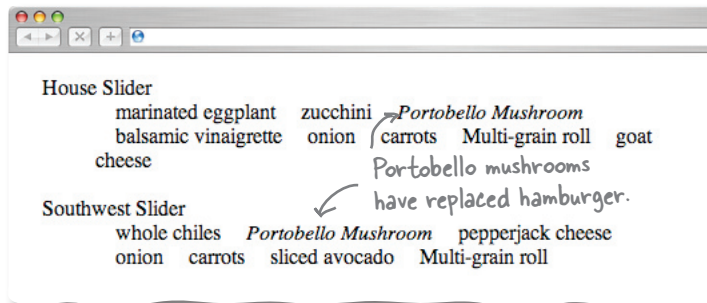 House Slider
marinated eggplant zucchini Portobello Mushroom
balsamic vinaigrette onion carrots Multi-grain roll goat
cheese
Portobello mushrooms
have replaced hamburger.
Southwest Slider
whole chiles Portobello Mushroom pepperjack cheese
onion carrots sliced avocado Multi-grain roll